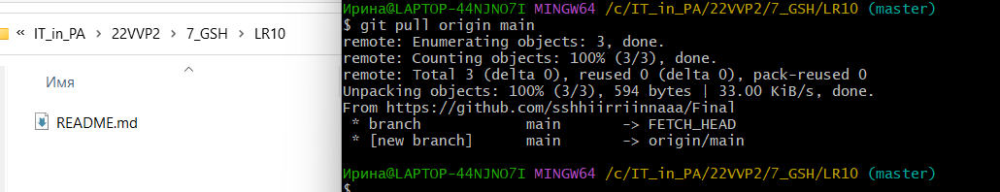 « IT_in_PA > 22VVP2 > 7_GSH > LR10
Имя
README.md
Ирина@LAPTOP-44NJNO7I MINGW64 /c/IT_in_PA/22VVP2/7_GSH/LR10 (master)
$ git pull origin main
remote: Enumerating objects: 3, done.
remote: Counting objects: 100% (3/3), done.
remote: Total 3 (delta 0), reused 0 (delta 0), pack-reused 0
Unpacking objects: 100% (3/3), 594 bytes | 33.00 KiB/s, done.
From https://github.com/sshhiirriinnaaa/Final
 * branch            main       -> FETCH_HEAD
 * [new branch]      main       -> origin/main
Ирина@LAPTOP-44NJNO7I MINGW64 /c/IT_in_PA/22VVP2/7_GSH/LR10 (master)
$